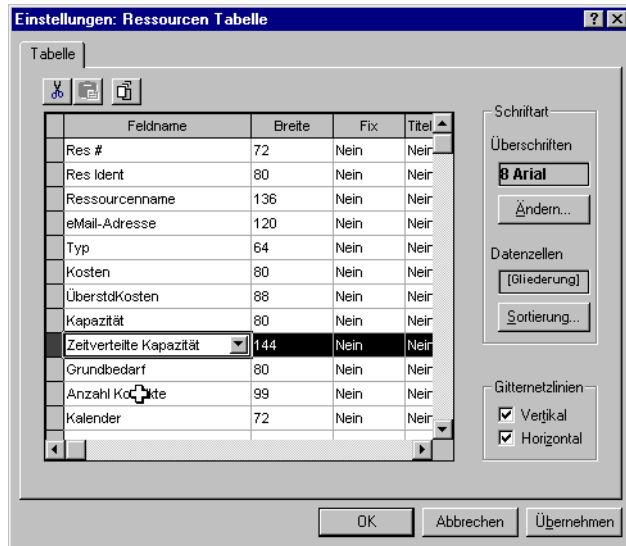 Einstellungen: Ressourcen Tabelle
Tabelle
Feldname Breite Fix Titel
Res # 72 Nein Nein
Res Ident 80 Nein Nein
Ressourcenname 136 Nein Nein
eMail-Adresse 120 Nein Nein
Typ 64 Nein Nein
Kosten 80 Nein Nein
ÜberstdKosten 88 Nein Nein
Kapazität 80 Nein Nein
Zeitverteilte Kapazität 144 Nein Nein
Grundbedarf 80 Nein Nein
Anzahl 99 Nein Nein
Kalender 72 Nein Nein
Schriftart
Überschriften
8 Arial
Ändern...
Datenzellen
[Gliederung]
Sortierung...
Gitternetzlinien
Vertikal
Horizontal
OK Abbrechen Übernehmen